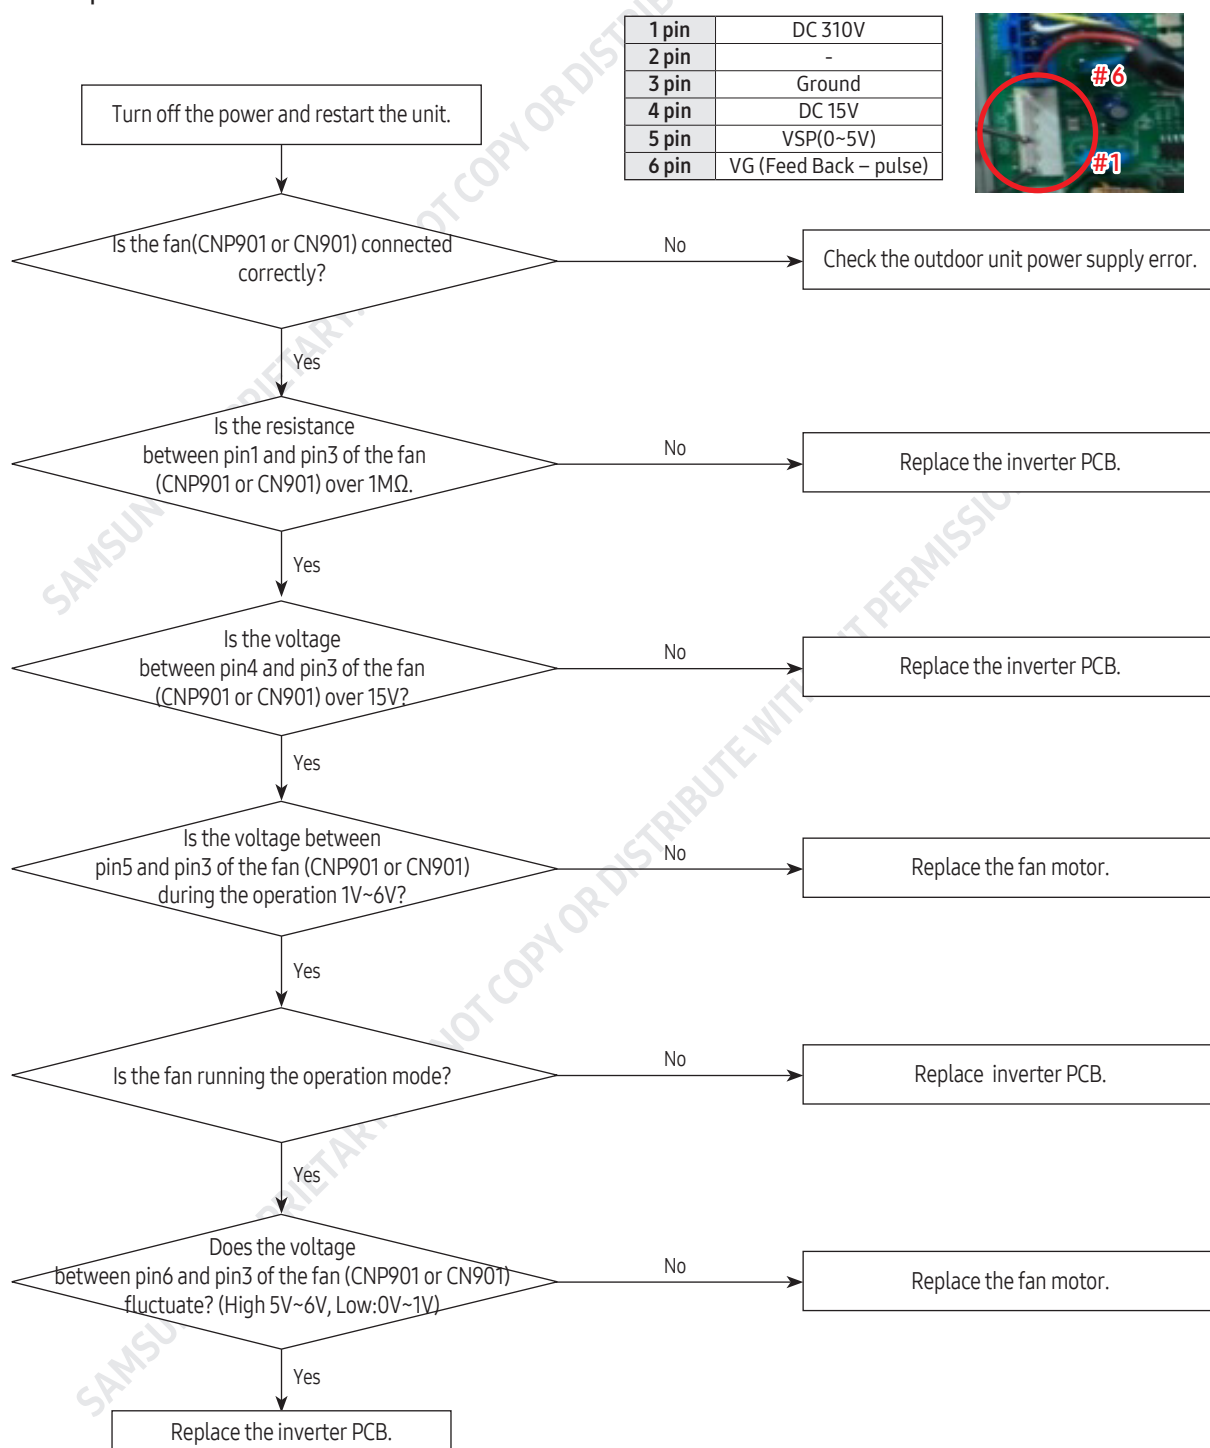 1 pin DC 310V
2 pin -
3 pin Ground
4 pin DC 15V
5 pin VSP(0~5V)
6 pin VG (Feed Back – pulse)
#6
#1
Turn off the power and restart the unit.
Is the fan(CNP901 or CN901) connected
correctly?
No
Check the outdoor unit power supply error.
Yes
Is the resistance
between pin1 and pin3 of the fan
(CNP901 or CN901) over 1MΩ.
No
Replace the inverter PCB.
Yes
Is the voltage
between pin4 and pin3 of the fan
(CNP901 or CN901) over 15V?
No
Replace the inverter PCB.
Yes
Is the voltage between
pin5 and pin3 of the fan (CNP901 or CN901)
during the operation 1V~6V?
No
Replace the fan motor.
Yes
Is the fan running the operation mode?
No
Replace inverter PCB.
Yes
Does the voltage
between pin6 and pin3 of the fan (CNP901 or CN901)
fluctuate? (High 5V~6V, Low:0V~1V)
No
Replace the fan motor.
Yes
Replace the inverter PCB.